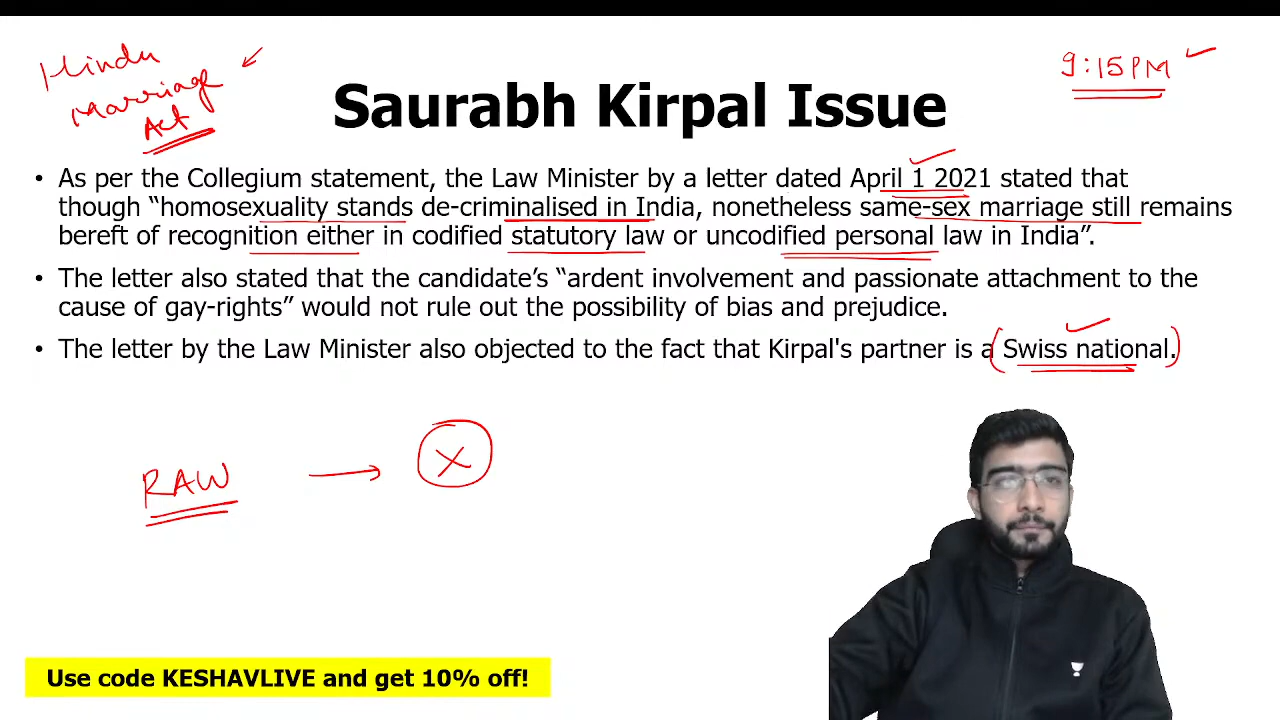 Hindu
Marriage
Act
9:15PM
Saurabh Kirpal Issue
• As per the Collegium statement, the Law Minister by a letter dated April 1 2021 stated that
though “homosexuality stands de-criminalised in India, nonetheless same-sex marriage still remains
bereft of recognition either in codified statutory law or uncodified personal law in India”.
• The letter also stated that the candidate’s “ardent involvement and passionate attachment to the
cause of gay-rights” would not rule out the possibility of bias and prejudice.
• The letter by the Law Minister also objected to the fact that Kirpal's partner is a (Swiss national.)
RAW → X
Use code KESHAVLIVE and get 10% off!